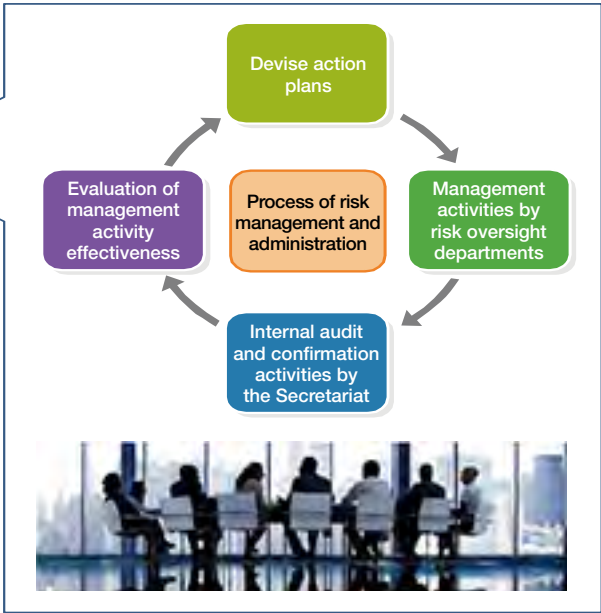 Devise action
plans
Evaluation of
management
activity
effectiveness
Process of risk
management and
administration
Management
activities by
risk oversight
departments
Internal audit
and confirmation
activities by
the Secretariat